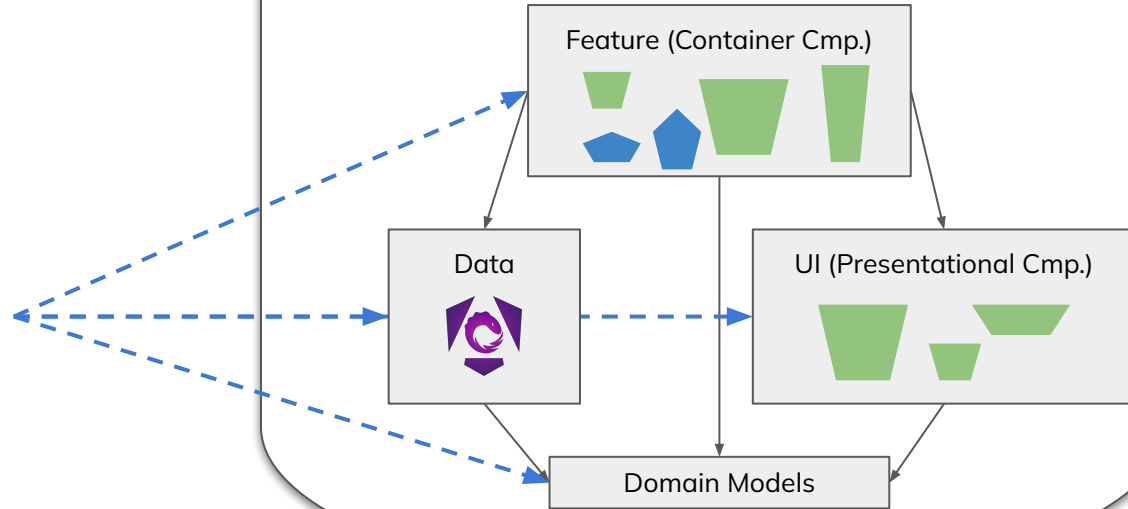 Feature (Container Cmp.)
Data
UI (Presentational Cmp.)
Domain Models